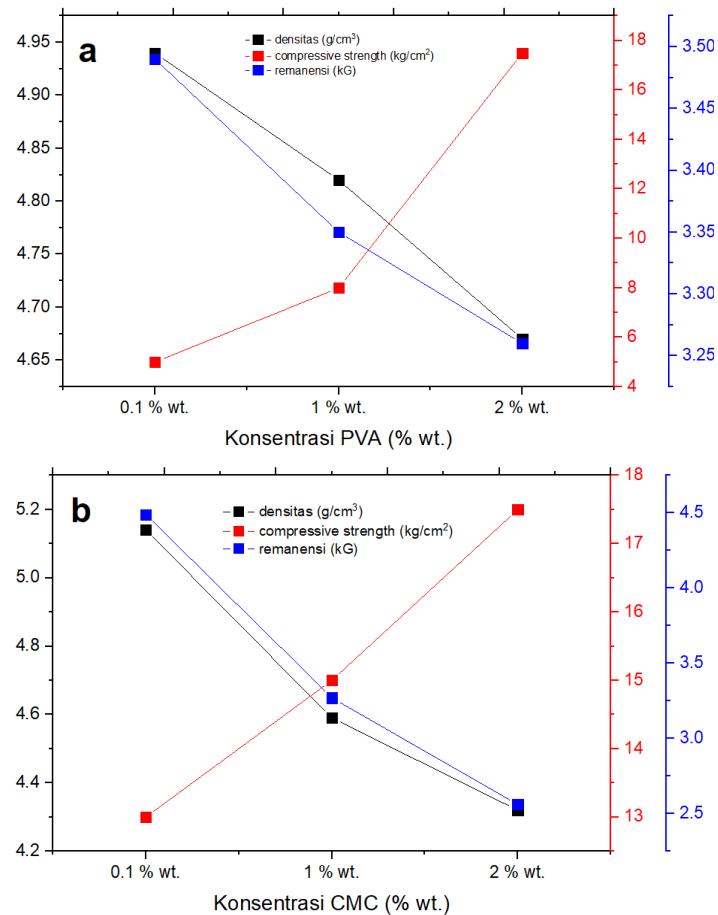 a
densitas (g/cm³)
compressive strength (kg/cm²)
remanensi (kG)
4.95
4.90
4.85
4.80
4.75
4.70
4.65
18
16
14
12
10
8
6
4
3.50
3.45
3.40
3.35
3.30
3.25
0.1 % wt.
1 % wt.
2 % wt.
Konsentrasi PVA (% wt.)
b
densitas (g/cm³)
compressive strength (kg/cm²)
remanensi (kG)
5.2
5.0
4.8
4.6
4.4
4.2
18
17
16
15
14
13
4.5
4.0
3.5
3.0
2.5
0.1 % wt.
1 % wt.
2 % wt.
Konsentrasi CMC (% wt.)